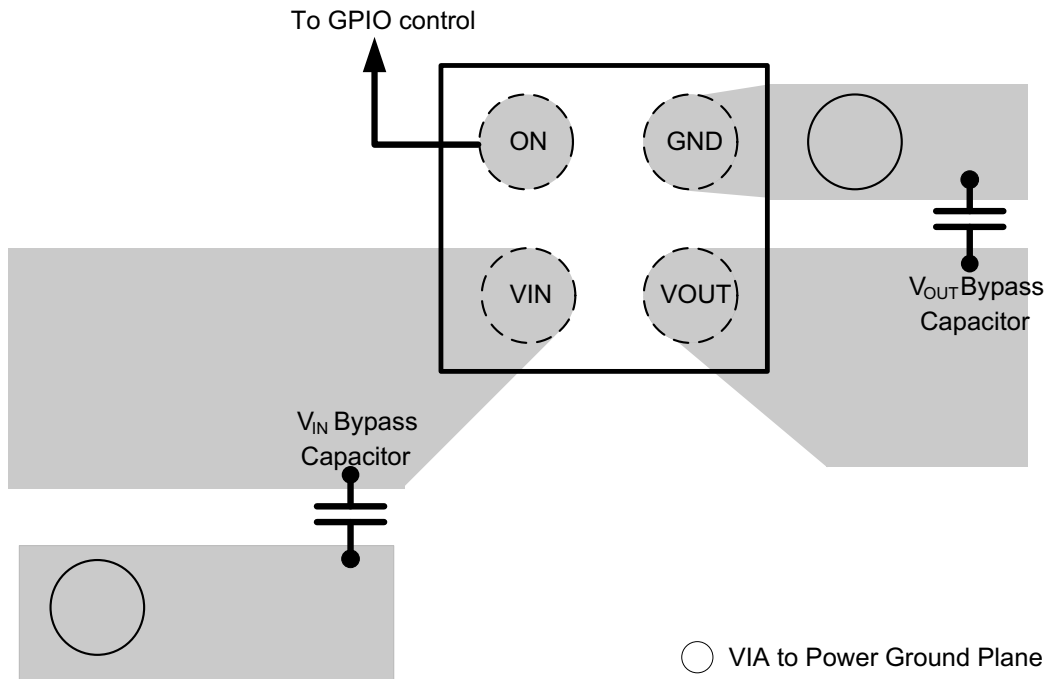 To GPIO control
ON
GND
VIN
VOUT
VOUT Bypass
Capacitor
VIN Bypass
Capacitor
VIA to Power Ground Plane